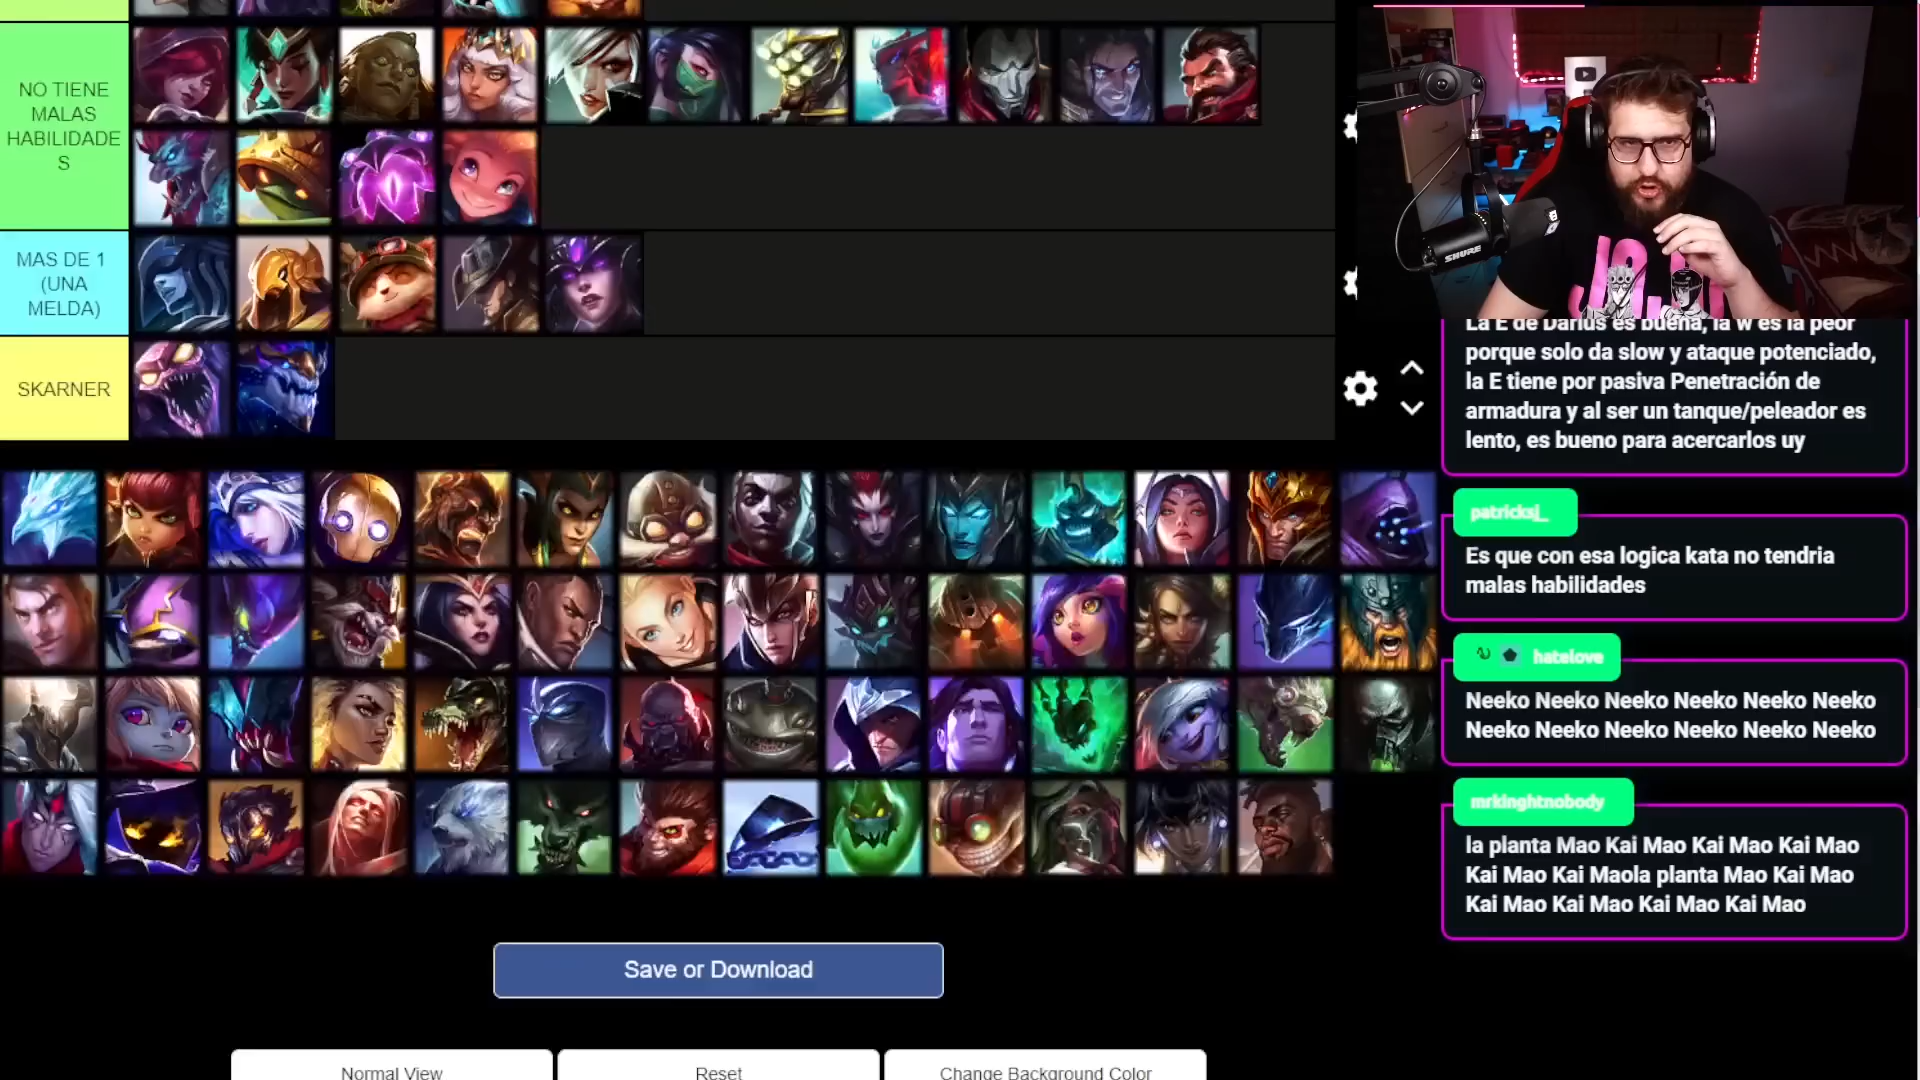 NO TIENE
MALAS
HABILIDADE
S
MAS DE 1
(UNA
MELDA)
SKARNER
SHURE
JOJO
La E de Darius es buena, la w es la peor
porque solo da slow y ataque potenciado,
la E tiene por pasiva Penetración de
armadura y al ser un tanque/peleador es
lento, es bueno para acercarlos uy
Es que con esa logica kata no tendria
malas habilidades
hatelove
Neeko Neeko Neeko Neeko Neeko Neeko
Neeko Neeko Neeko Neeko Neeko Neeko
mrkinghtnobody
la planta Mao Kai Mao Kai Mao Kai Mao
Kai Mao Kai Maola planta Mao Kai Mao
Kai Mao Kai Mao Kai Mao Kai Mao
Save or Download
Normal View
Reset
Change Background Color